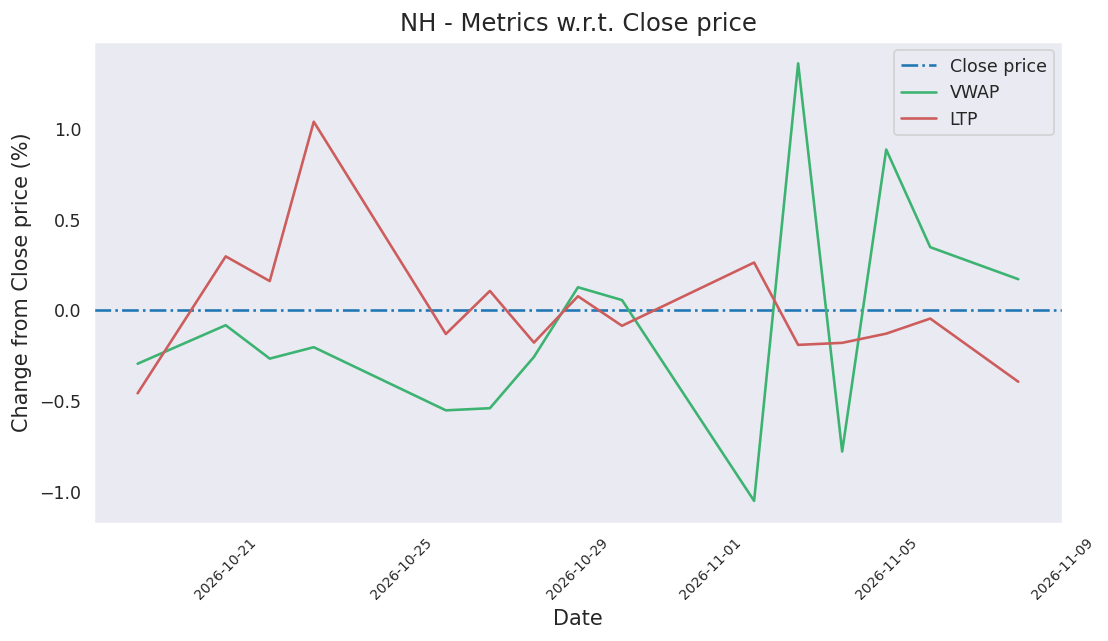 NH - Metrics w.r.t. Close price
Close price
VWAP
LTP
Change from Close price (%)
1.0
0.5
0.0
−0.5
−1.0
2026-10-21
2026-10-25
2026-10-29
2026-11-01
2026-11-05
2026-11-09
Date